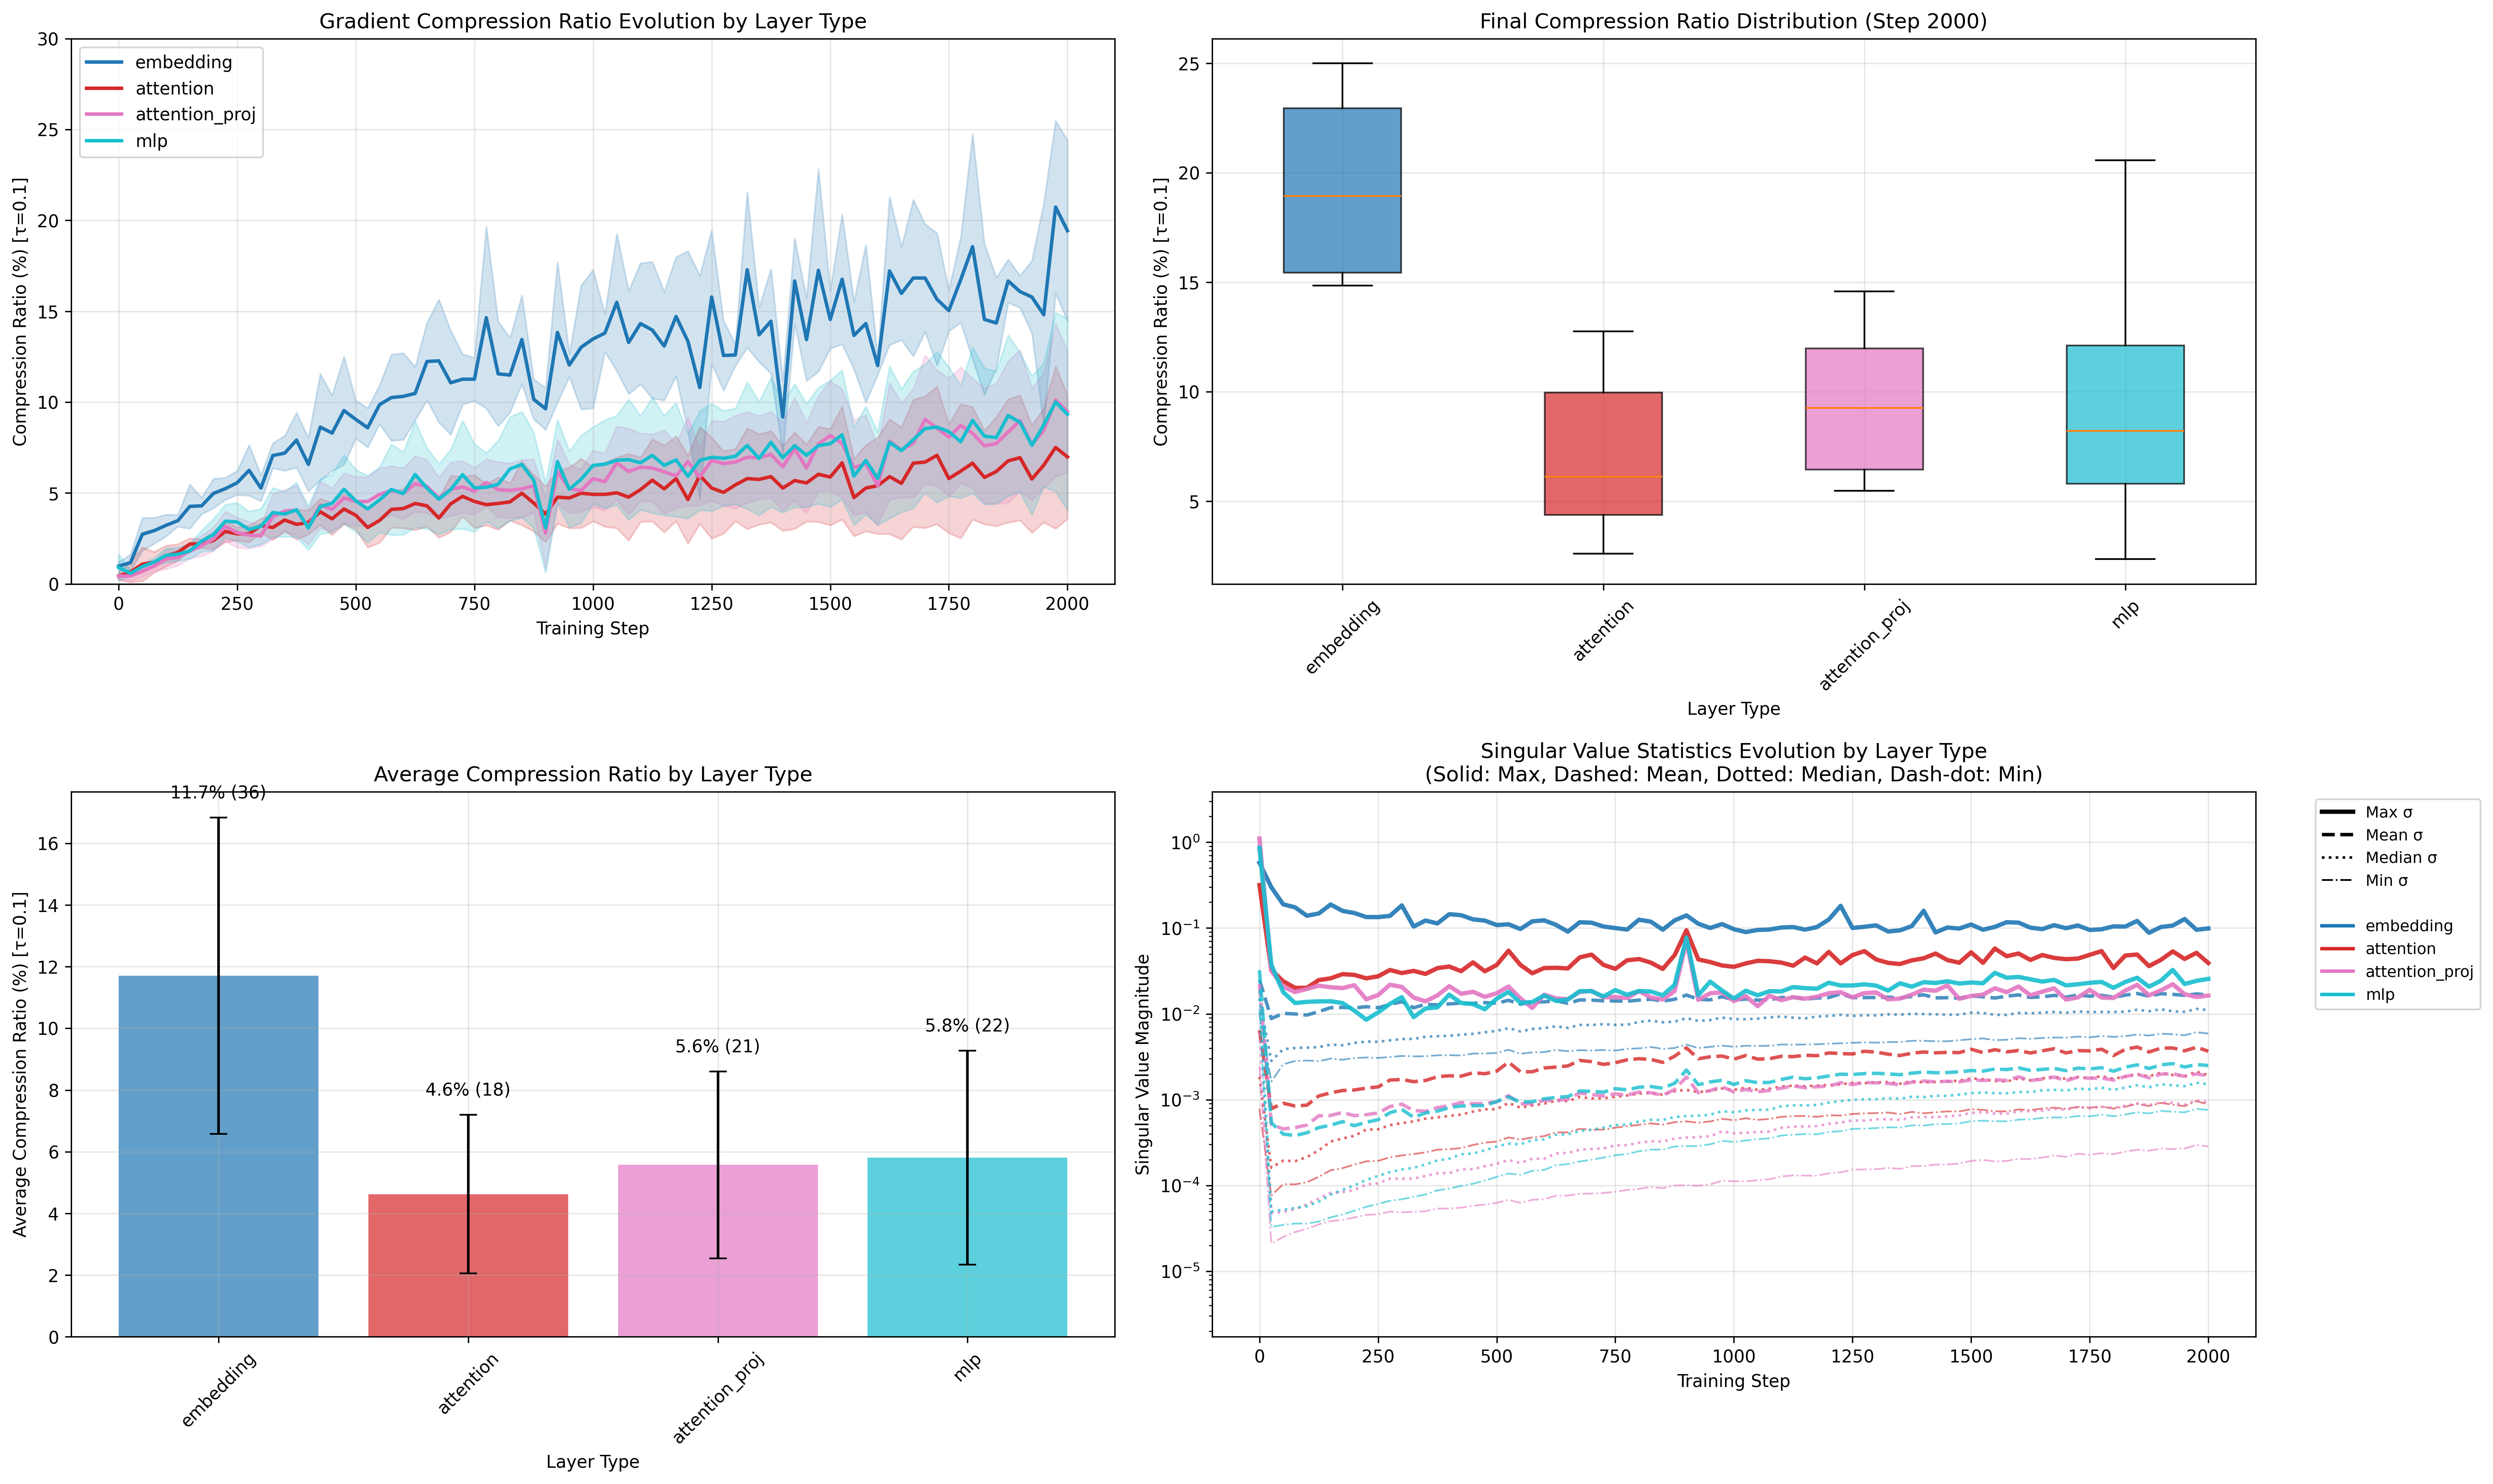 Gradient Compression Ratio Evolution by Layer Type
Compression Ratio (%) [τ=0.1]
30
25
20
15
10
5
0
embedding
attention
attention_proj
mlp
0 250 500 750 1000 1250 1500 1750 2000
Training Step
Final Compression Ratio Distribution (Step 2000)
Compression Ratio (%) [τ=0.1]
25
20
15
10
5
embedding attention attention_proj mlp
Layer Type
Average Compression Ratio by Layer Type
Average Compression Ratio (%) [τ=0.1]
16
14
12
10
8
6
4
2
0
11.7% (36)
4.6% (18)
5.6% (21)
5.8% (22)
embedding attention attention_proj mlp
Layer Type
Singular Value Statistics Evolution by Layer Type
(Solid: Max, Dashed: Mean, Dotted: Median, Dash-dot: Min)
Singular Value Magnitude
10⁰
10⁻¹
10⁻²
10⁻³
10⁻⁴
10⁻⁵
0 250 500 750 1000 1250 1500 1750 2000
Training Step
Max σ
Mean σ
Median σ
Min σ
embedding
attention
attention_proj
mlp